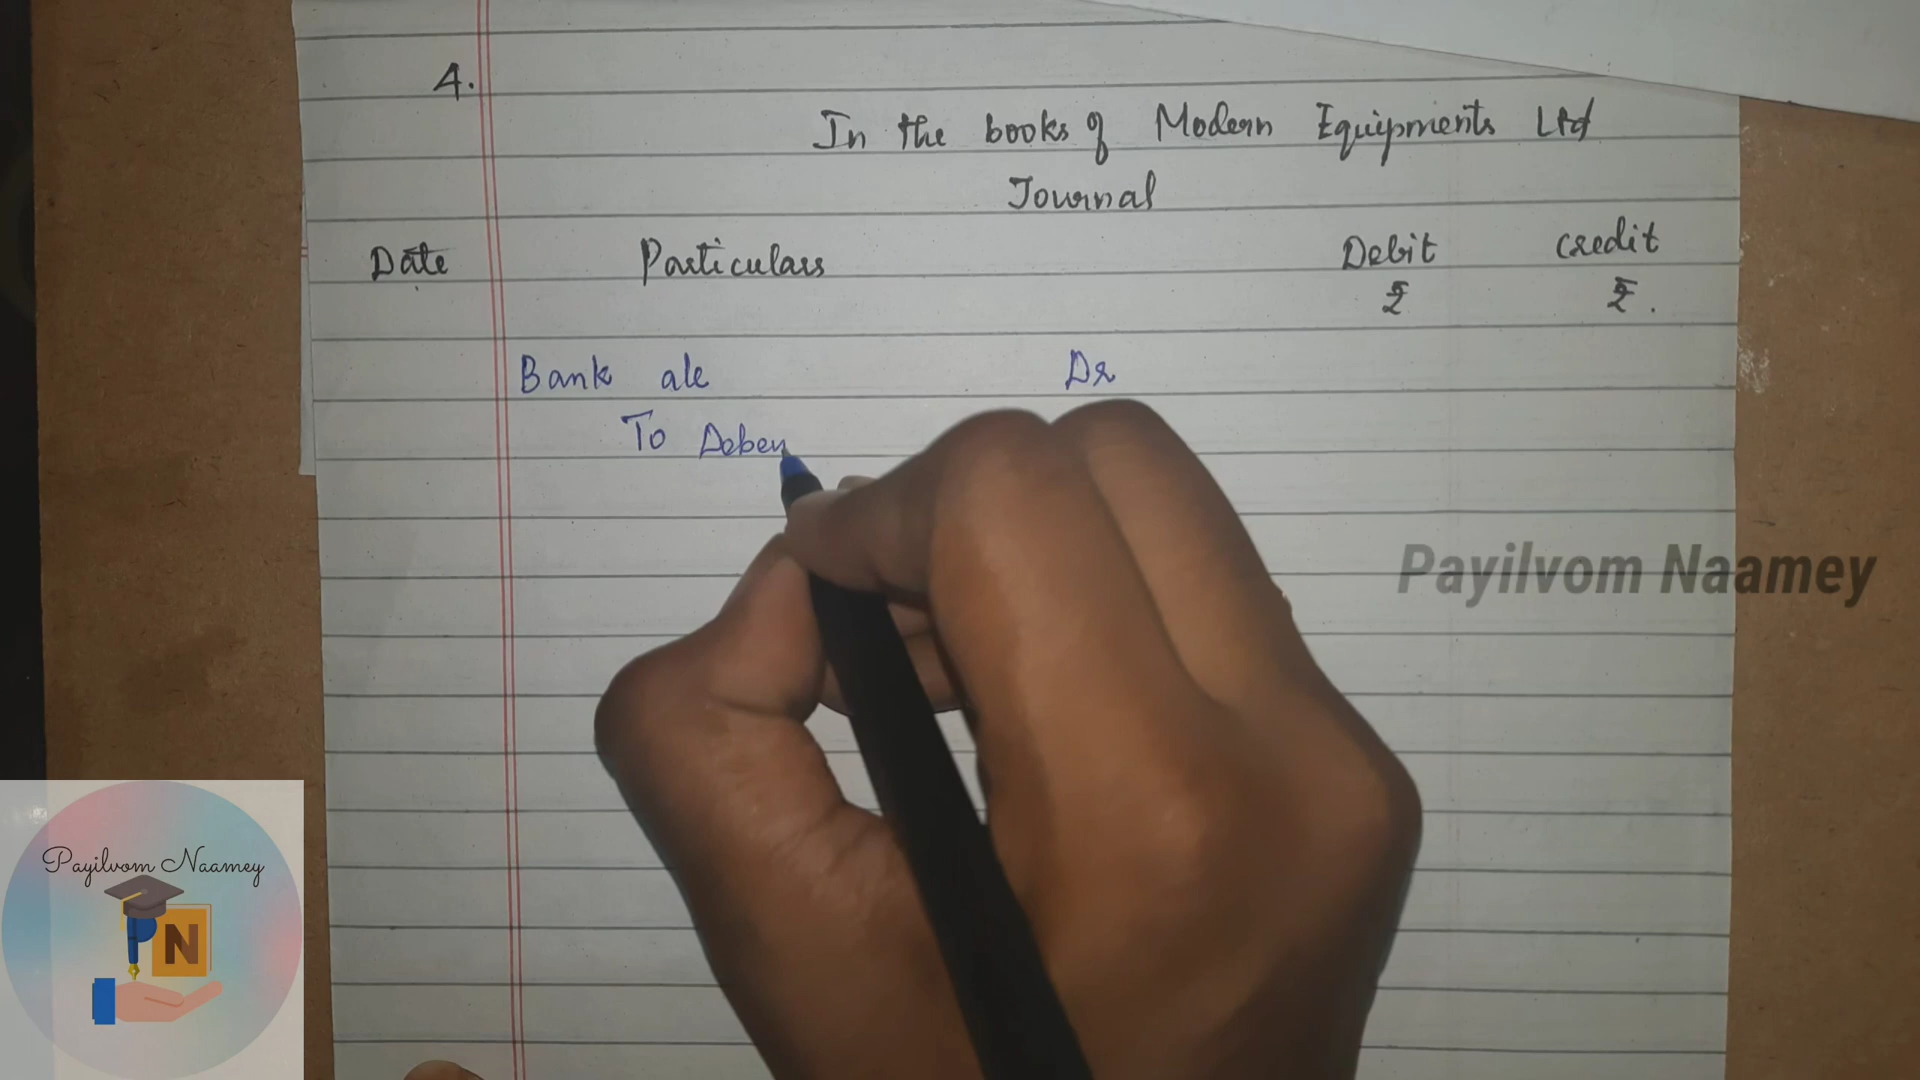 4.
In the books of Modern Equipments Ltd
Journal
Date Particulars Debit Credit
₹ ₹.
Bank a/c Dr
To Deben
Payilvom Naamey
Payilvom Naamey
PN